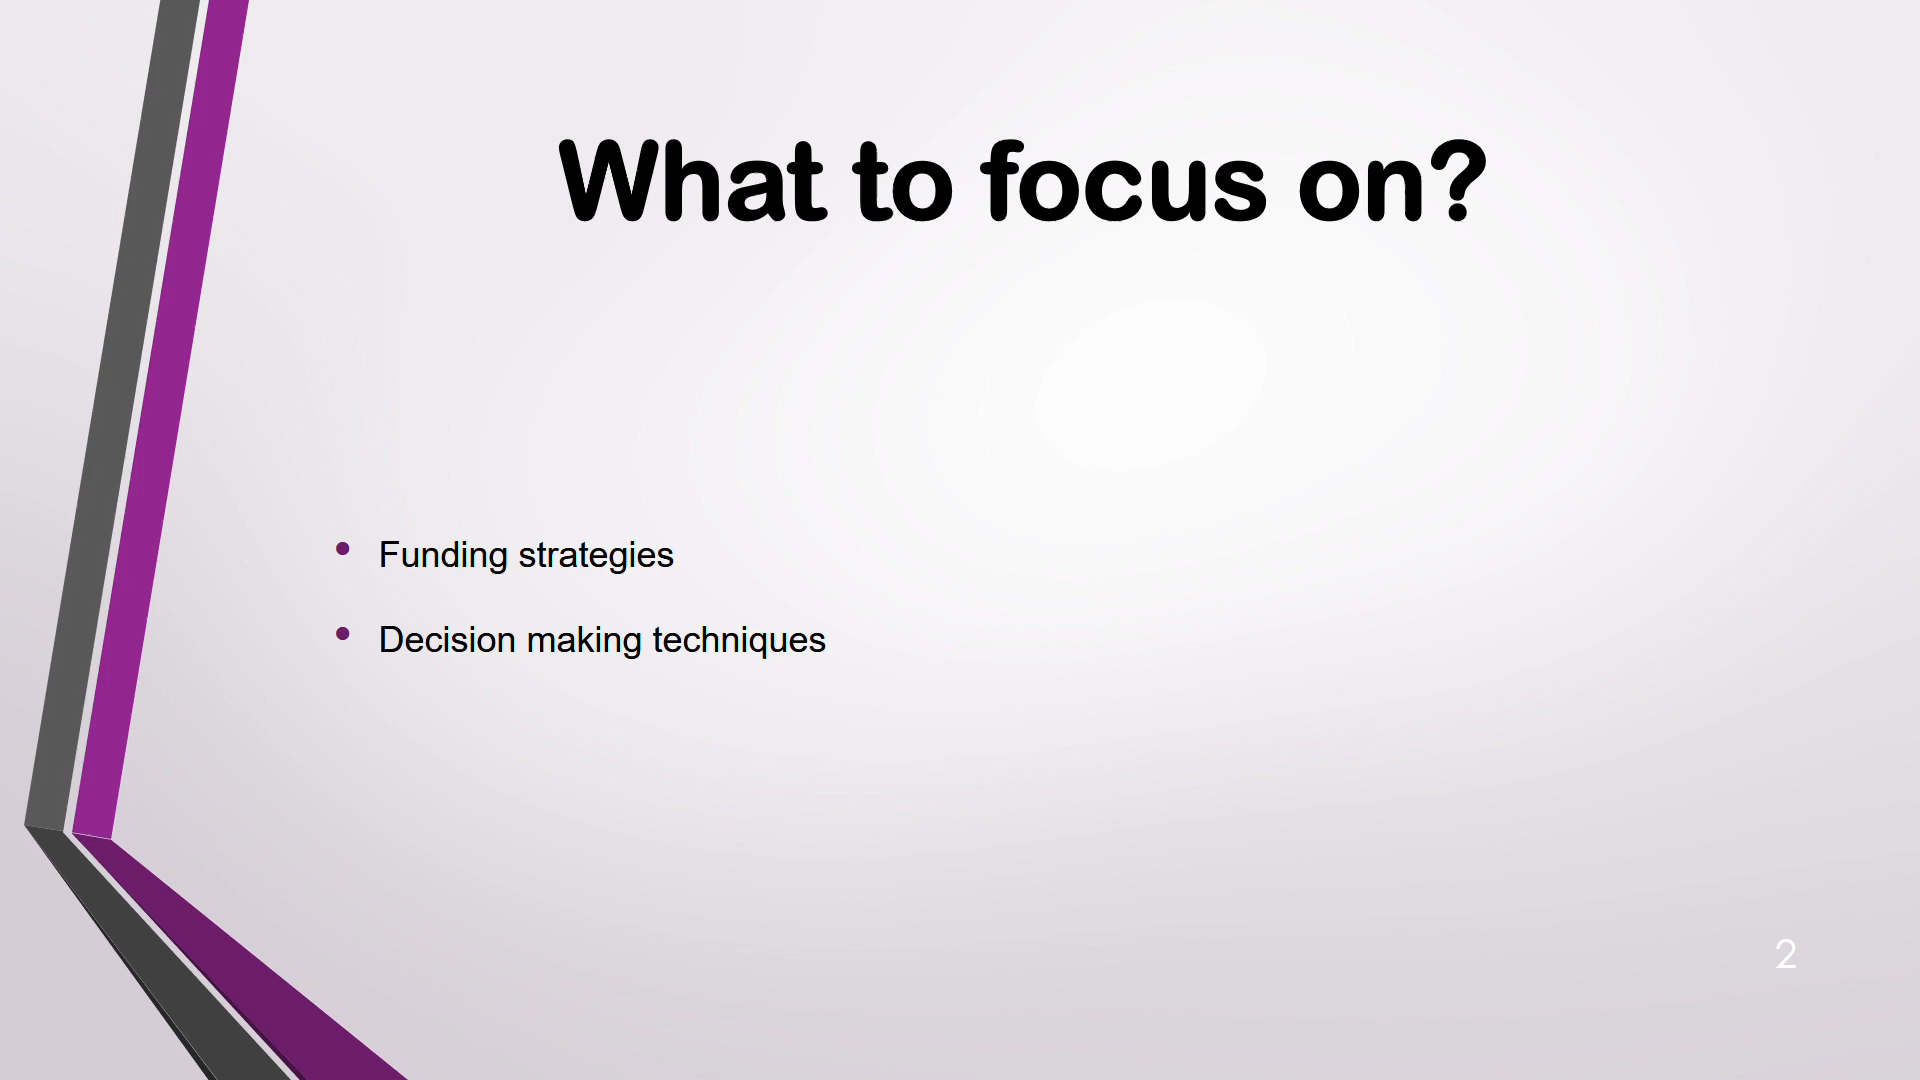 What to focus on?
• Funding strategies
• Decision making techniques
2